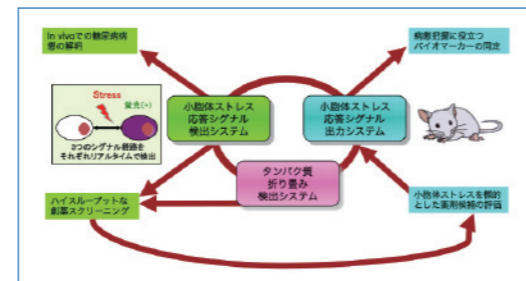 In vivoでの糖尿病病
態の解明
病態把握に役立つ
バイオマーカーの同定
Stress
蛍光(+)
3つのシグナル経路を
それぞれリアルタイムで検出
小胞体ストレス
応答シグナル
検出システム
小胞体ストレス
応答シグナル
出力システム
タンパク質
折り畳み
検出システム
ハイスループットな
創薬スクリーニング
小胞体ストレスを標的
とした薬剤候補の評価